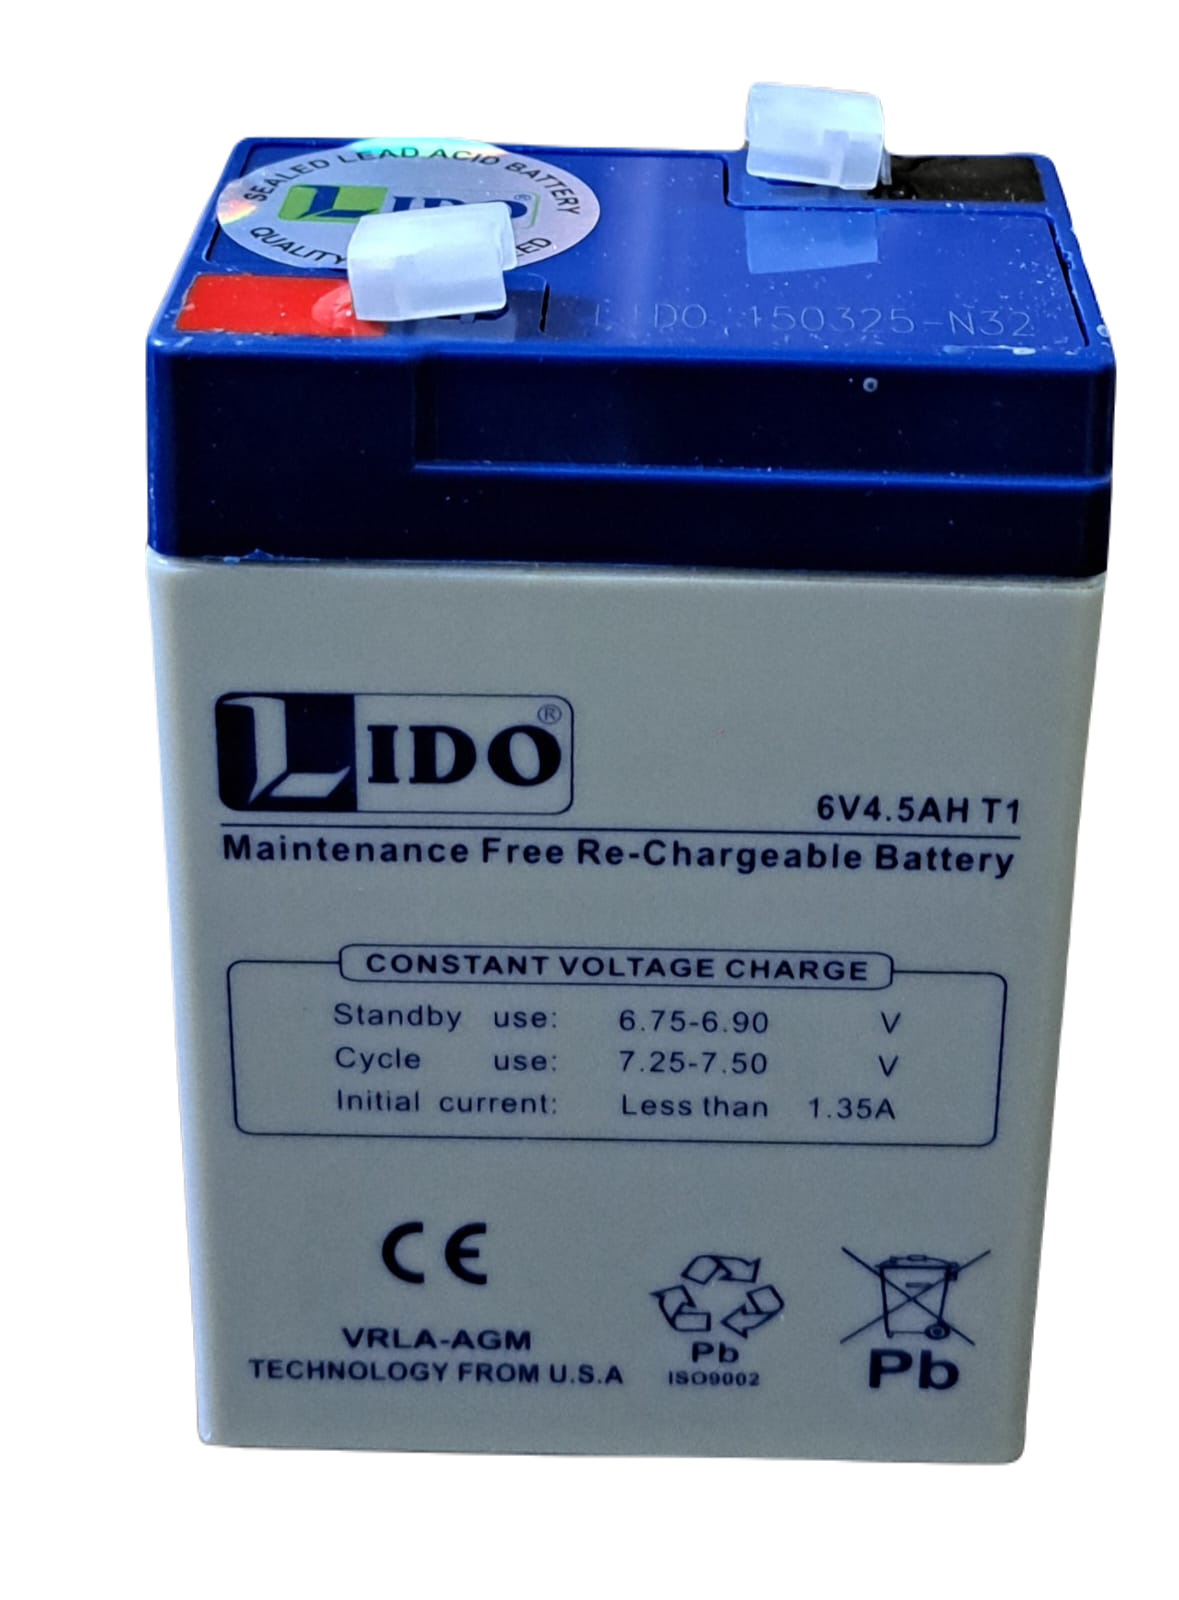 SEALED LEAD ACID BATTERY
LIDO®
QUALITY
LIDO 150325-N32
LIDO®
6V4.5AH T1
Maintenance Free Re-Chargeable Battery
CONSTANT VOLTAGE CHARGE
Standby use: 6.75-6.90 V
Cycle use: 7.25-7.50 V
Initial current: Less than 1.35A
CE
VRLA-AGM
TECHNOLOGY FROM U.S.A
Pb
ISO9002
Pb